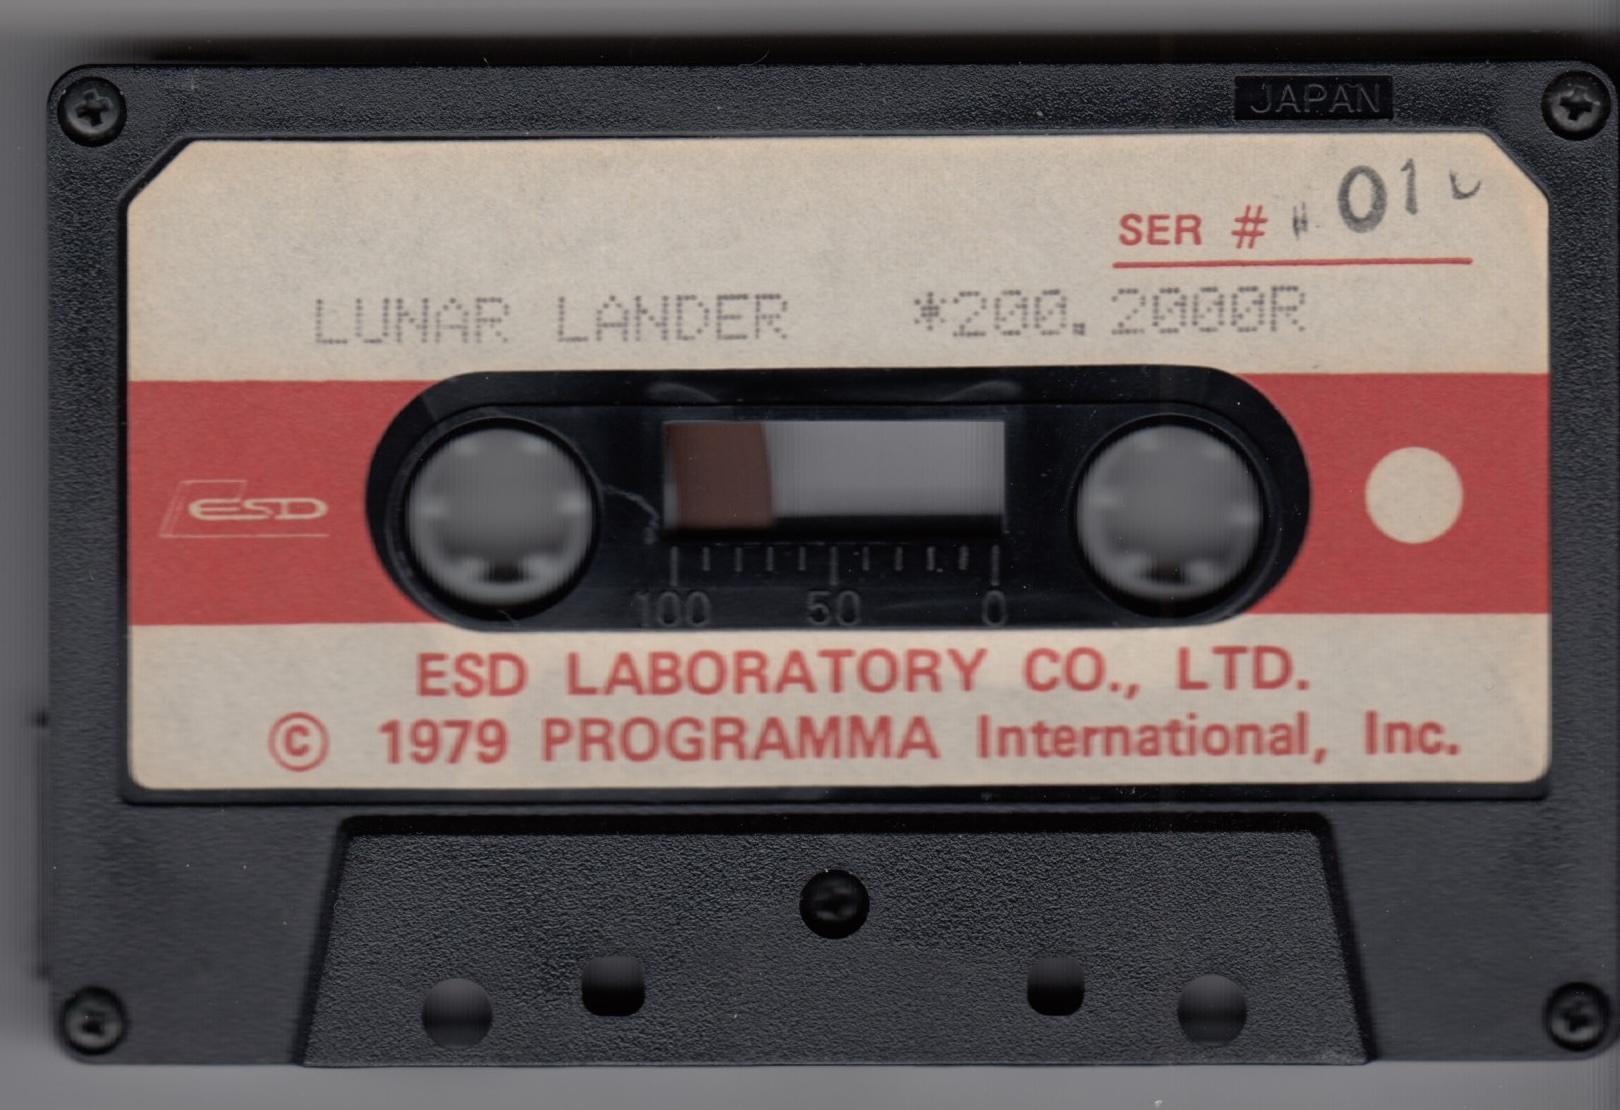 JAPAN
SER # 01
LUNAR LANDER *200.2000R
ESD
100 50 0
ESD LABORATORY CO., LTD.
© 1979 PROGRAMMA International, Inc.